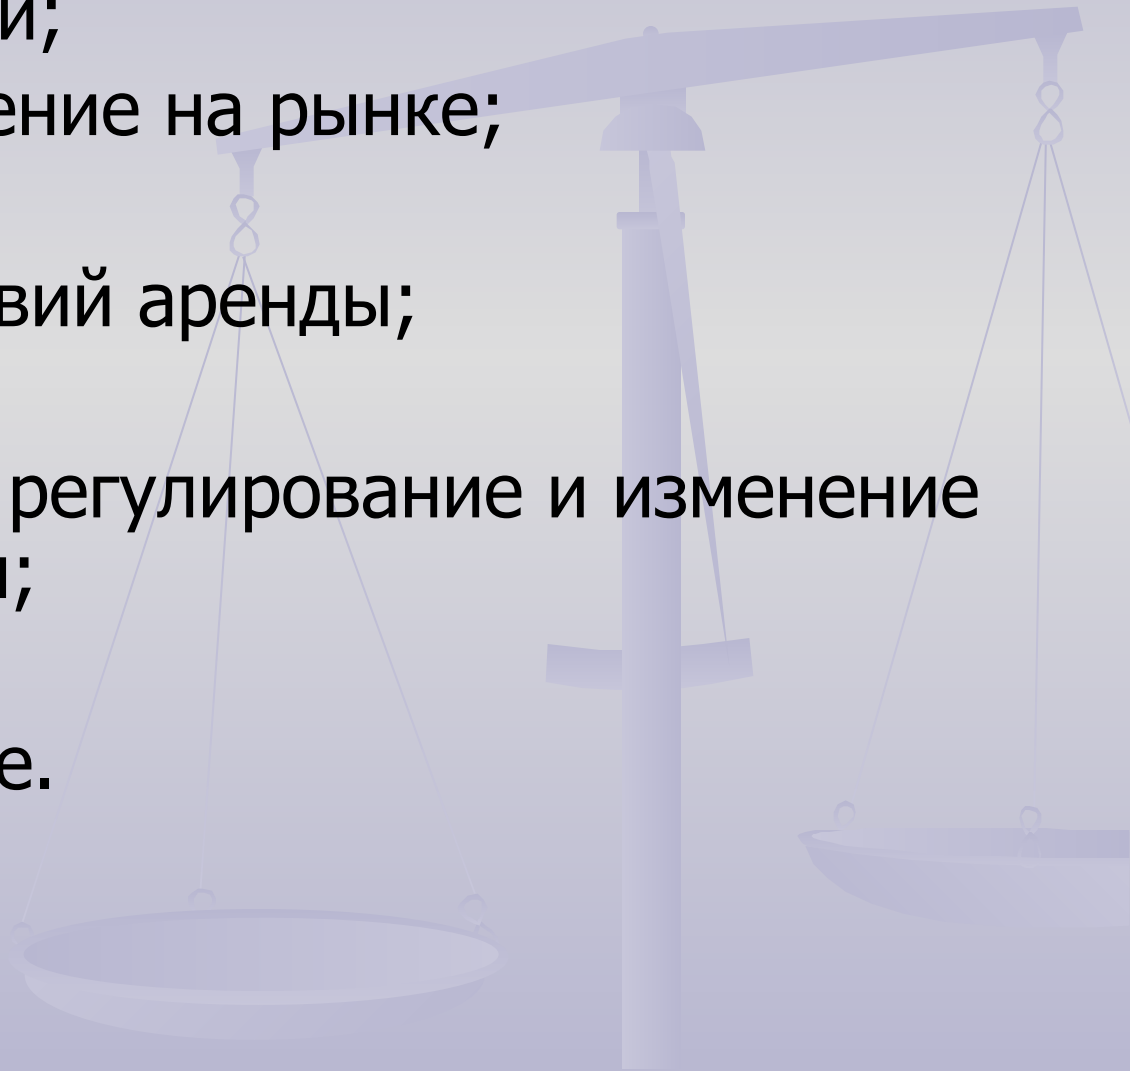 и;
ение на рынке;
вий аренды;
регулирование и изменение
;
е.